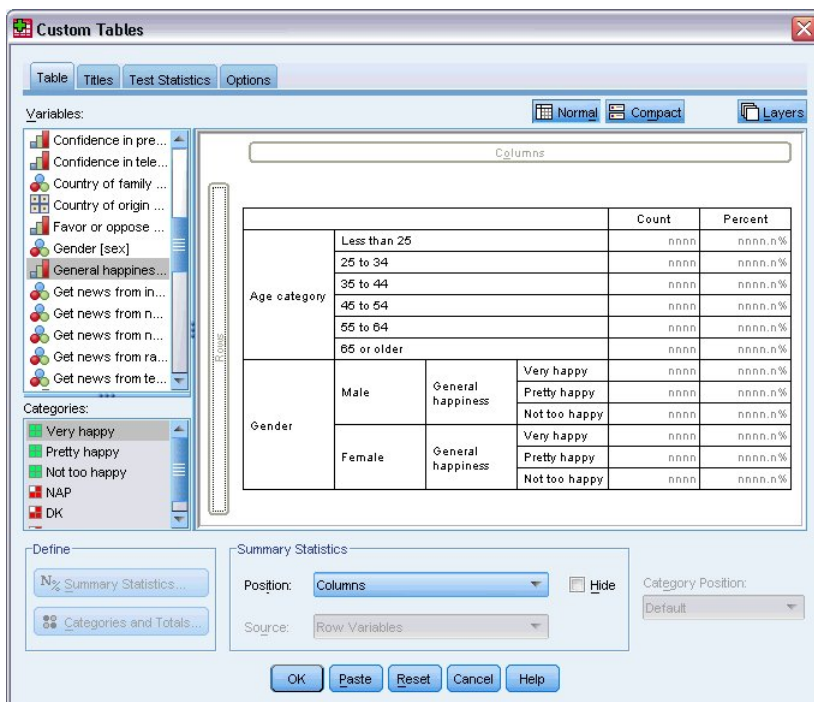 Custom Tables
Table Titles Test Statistics Options
Variables:
Normal Compact Layers
Confidence in pre...
Confidence in tele...
Country of family ...
Country of origin ...
Favor or oppose ...
Gender [sex]
General happines...
Get news from in...
Get news from n...
Get news from n...
Get news from ra...
Get news from te...
Categories:
Very happy
Pretty happy
Not too happy
NAP
DK
Columns
Rows
Count Percent
Age category Less than 25 nnnn nnnn.n%
25 to 34 nnnn nnnn.n%
35 to 44 nnnn nnnn.n%
45 to 54 nnnn nnnn.n%
55 to 64 nnnn nnnn.n%
65 or older nnnn nnnn.n%
Gender Male General happiness Very happy nnnn nnnn.n%
Pretty happy nnnn nnnn.n%
Not too happy nnnn nnnn.n%
Female General happiness Very happy nnnn nnnn.n%
Pretty happy nnnn nnnn.n%
Not too happy nnnn nnnn.n%
Define
N% Summary Statistics...
Categories and Totals...
Summary Statistics
Position: Columns Hide
Source: Row Variables
Category Position:
Default
OK Paste Reset Cancel Help